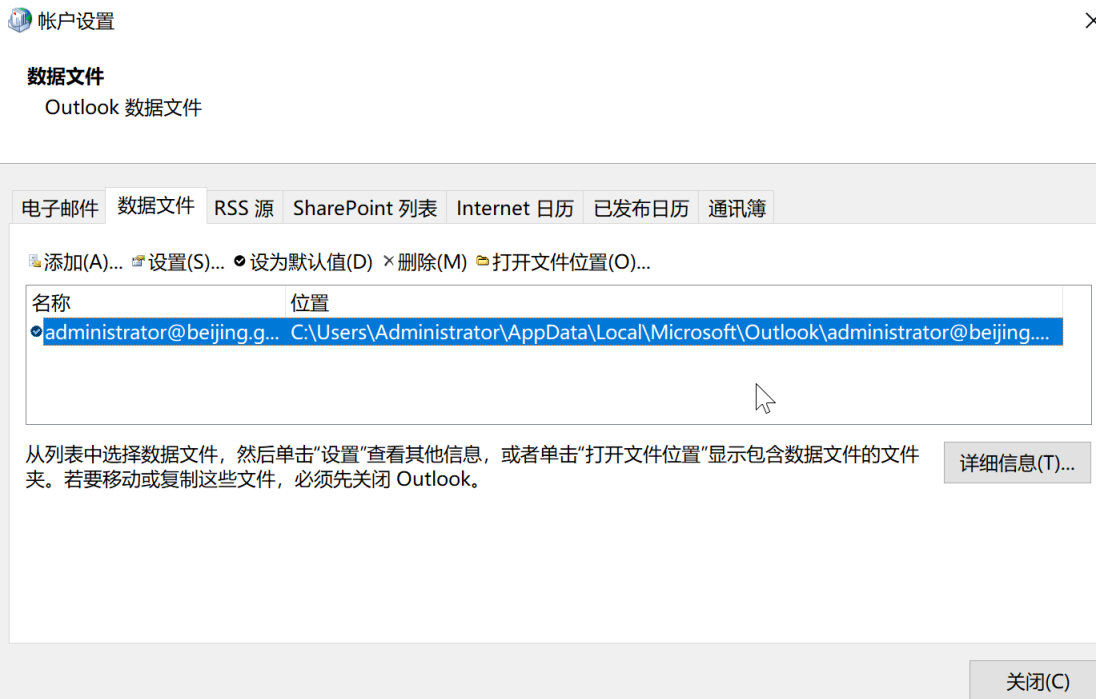 帐户设置
数据文件
Outlook 数据文件
电子邮件 数据文件 RSS 源 SharePoint 列表 Internet 日历 已发布日历 通讯簿
添加(A)... 设置(S)... 设为默认值(D) 删除(M) 打开文件位置(O)...
名称 位置
administrator@beijing.g... C:\Users\Administrator\AppData\Local\Microsoft\Outlook\administrator@beijing....
从列表中选择数据文件，然后单击"设置"查看其他信息，或者单击"打开文件位置"显示包含数据文件的文件
夹。若要移动或复制这些文件，必须先关闭 Outlook。
详细信息(T)...
关闭(C)